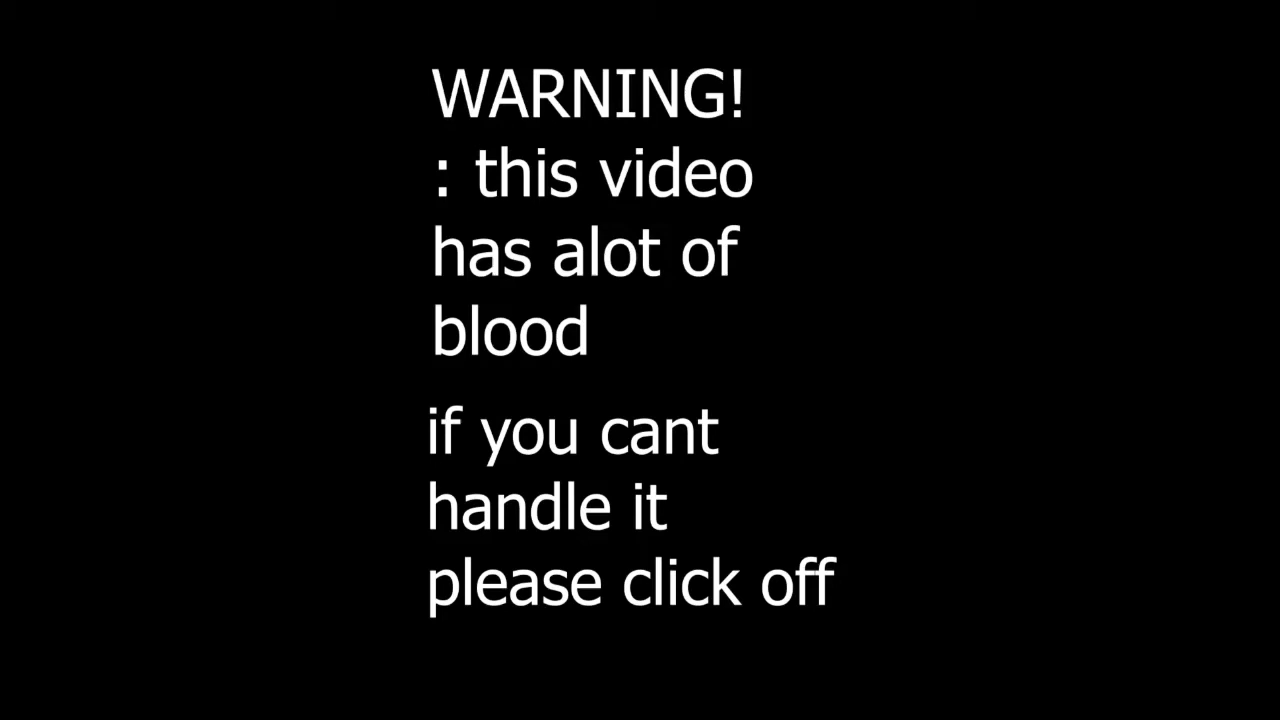 WARNING!
: this video
has alot of
blood
if you cant
handle it
please click off